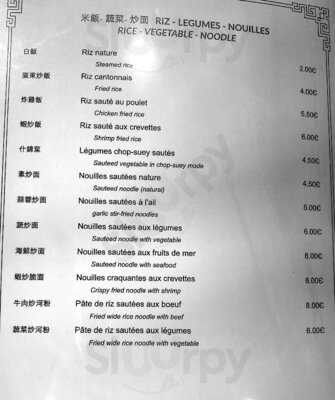 米飯- 蔬菜- 炒面 RIZ - LEGUMES - NOUILLES
RICE - VEGETABLE - NOODLE
白飯 Riz nature
Steamed rice 2.00€
廣東炒飯 Riz cantonnais
Fried rice 4.00€
炸雞飯 Riz sauté au poulet
Chicken fried rice 5.50€
蝦炒飯 Riz sauté aux crevettes
Shrimp fried rice 6.00€
什錦菜 Légumes chop-suey sautés
Sauteed vegetable in chop-suey mode 4.50€
素炒面 Nouilles sautées nature
Sauteed noodle (natural) 4.50€
蒜蓉炒面 Nouilles sautées à l'ail
garlic stir-fried noodles 5.00€
蔬炒面 Nouilles sautées aux légumes
Sauteed noodle with vegetable 6.00€
海鮮炒面 Nouilles sautées aux fruits de mer
Sauteed noodle with seafood 8.00€
蝦炒脆面 Nouilles craquantes aux crevettes
Crispy fried noodle with shrimp 8.00€
牛肉炒河粉 Pâte de riz sautées aux boeuf
Fried wide rice noodle with beef 8.00€
蔬菜炒河粉 Pâte de riz sautées aux légumes
Fried wide rice noodle with vegetable 6.00€
Sluurpy